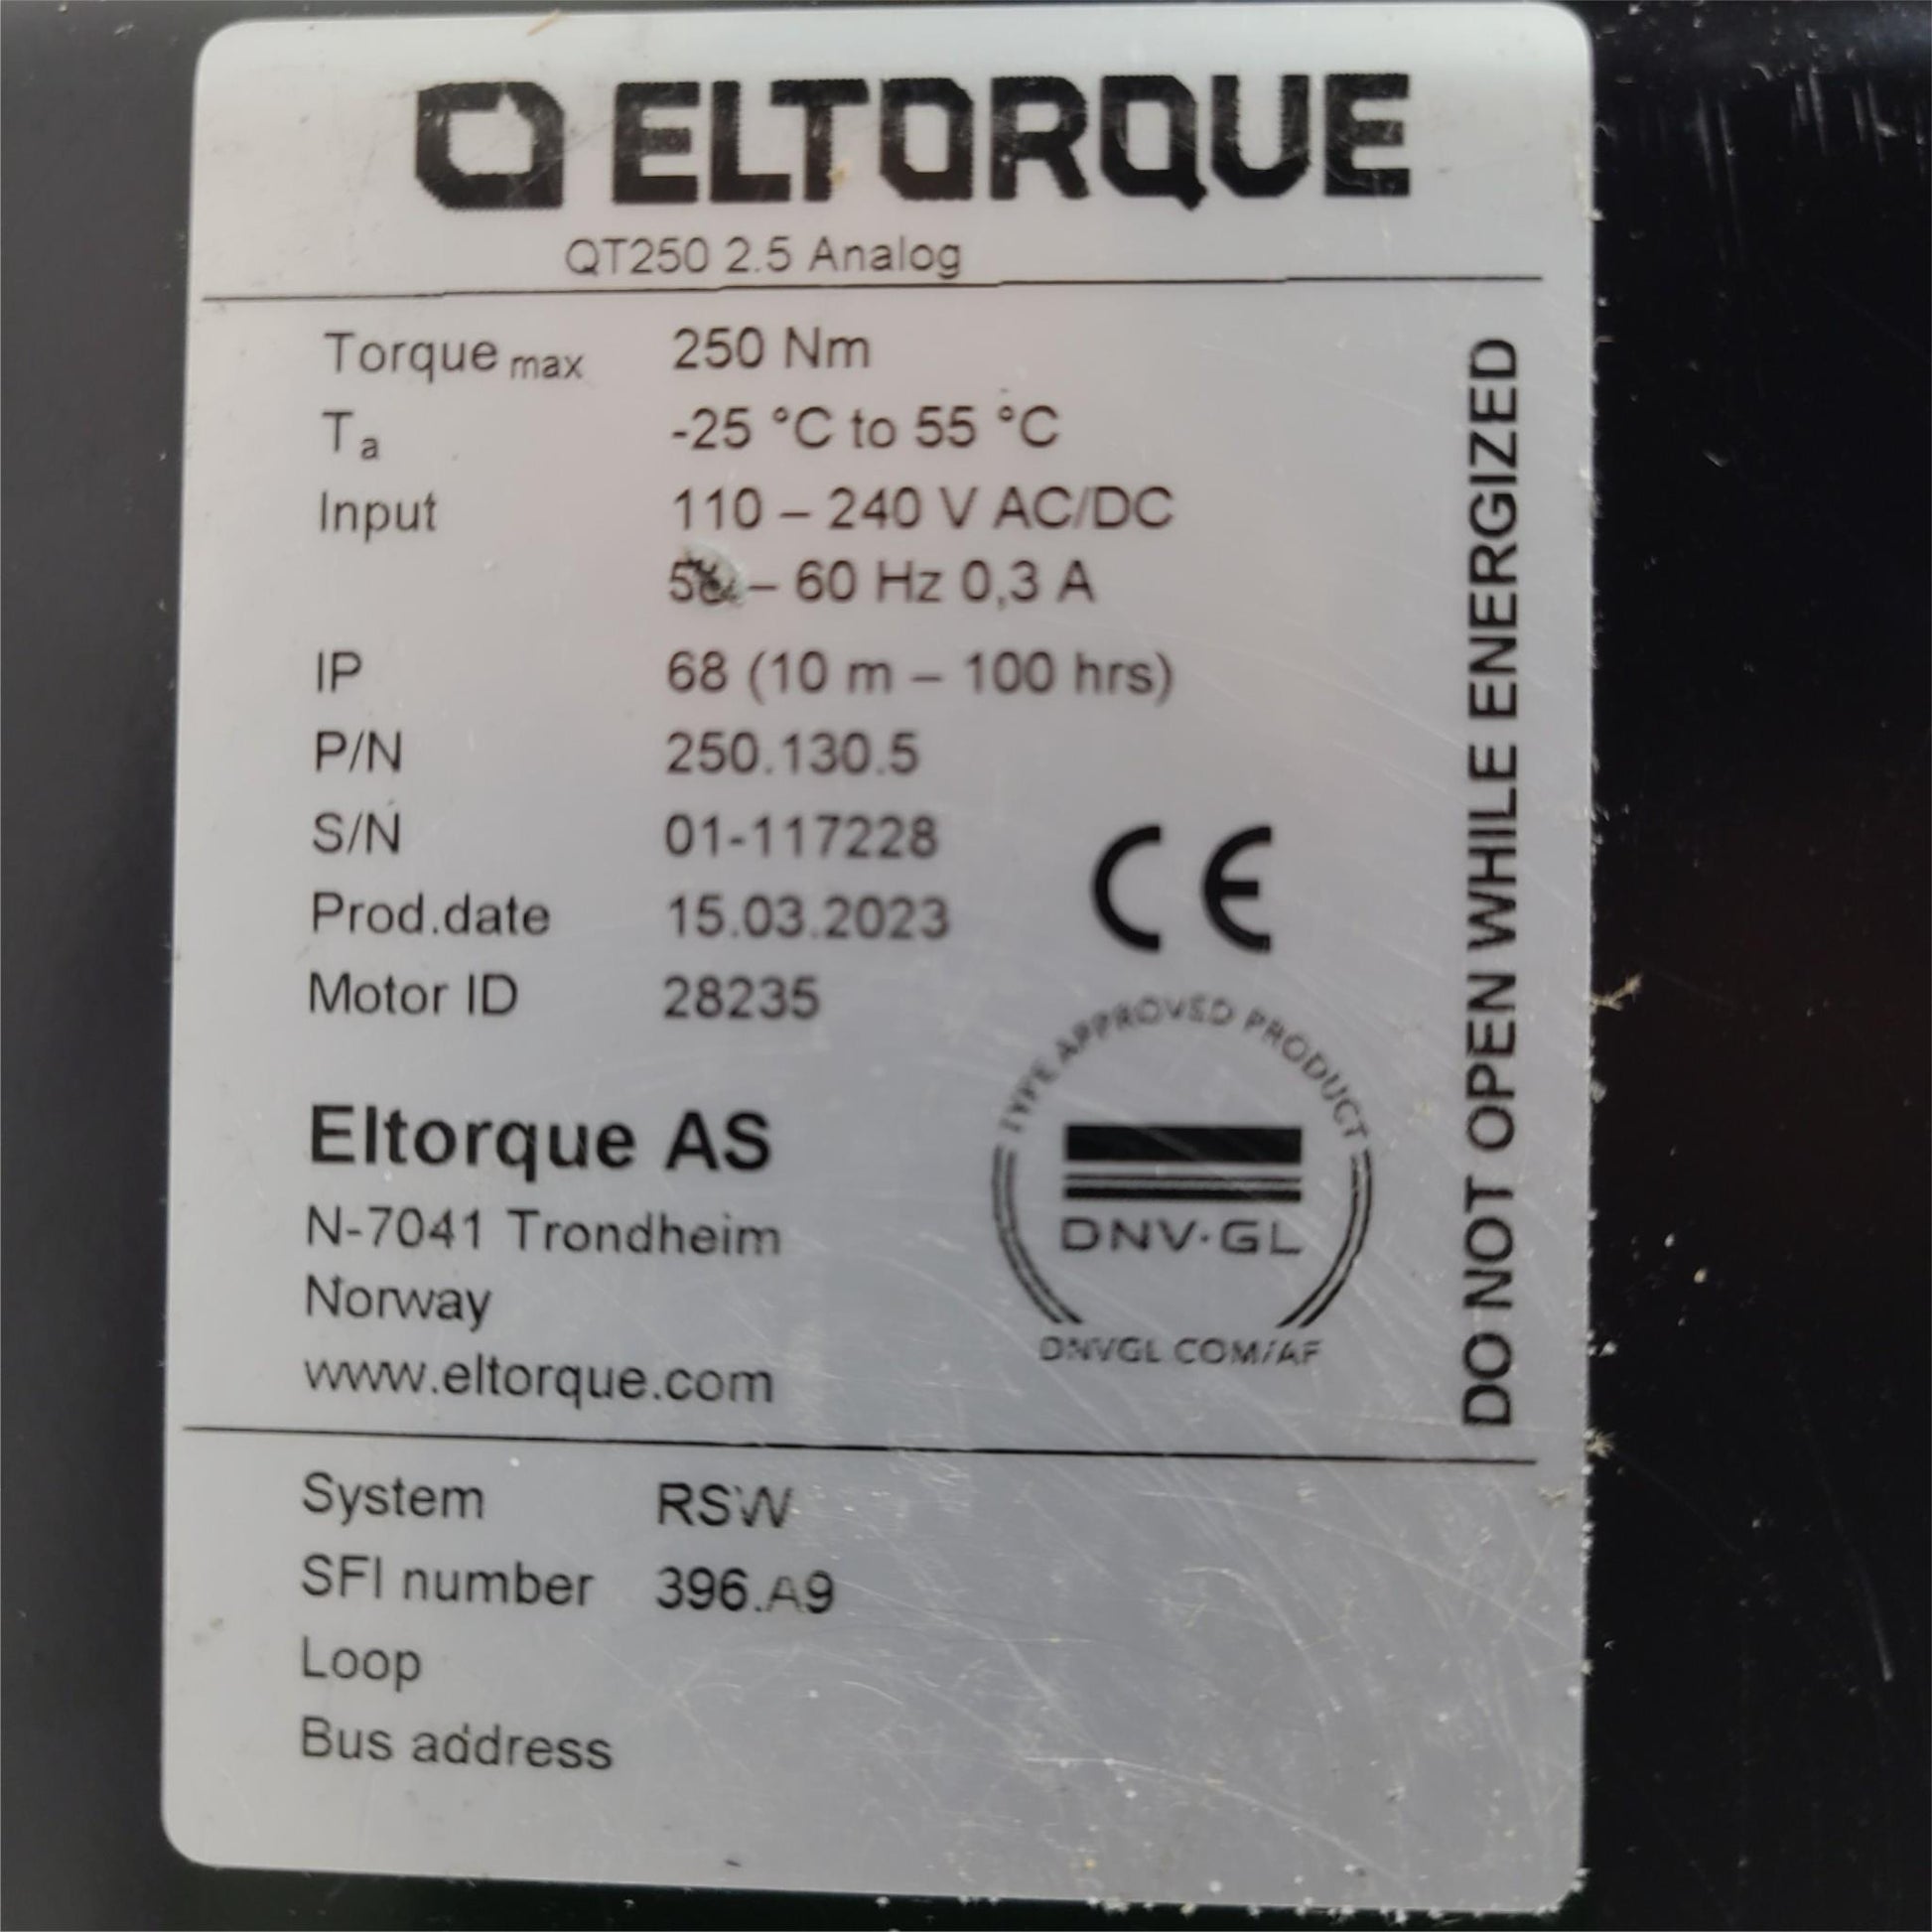 ELTORQUE
QT250 2.5 Analog
Torque max 250 Nm
Ta -25 °C to 55 °C
Input 110 – 240 V AC/DC
– 60 Hz 0,3 A
IP 68 (10 m – 100 hrs)
P/N 250.130.5
S/N 01-117228
Prod.date 15.03.2023
Motor ID 28235
CE
Eltorque AS
N-7041 Trondheim
Norway
www.eltorque.com
TYPE APPROVED PRODUCT
DNV·GL
DNVGL.COM/AF
DO NOT OPEN WHILE ENERGIZED
System RSW
SFI number 396.A9
Loop
Bus address